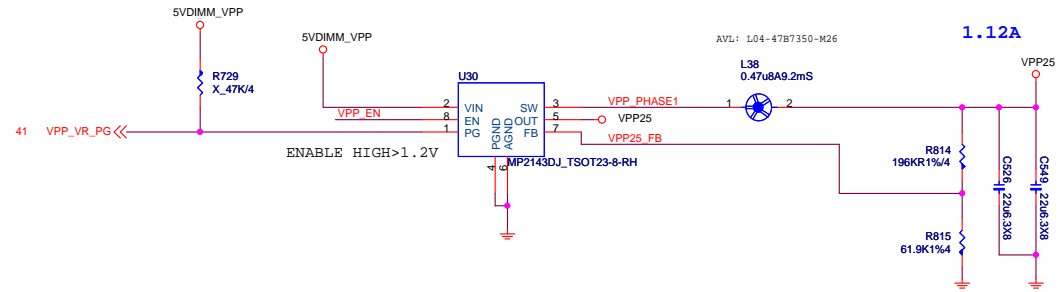 5VDIMM_VPP
5VDIMM_VPP
AVL: L04-47B7350-M26
1.12A
R729
X_47K/4
L38
0.47u8A9.2mS
VPP25
U30
2 VIN SW 3 VPP_PHASE1 1 2
VPP_EN 8 EN OUT 5 VPP25
41 VPP_VR_PG 1 PG FB 7 VPP25_FB
PGND
AGND
ENABLE HIGH>1.2V
4
6
MP2143DJ_TSOT23-8-RH
R814
196KR1%/4
C526
22u6.3X8
C549
22u6.3X8
R815
61.9K1%4